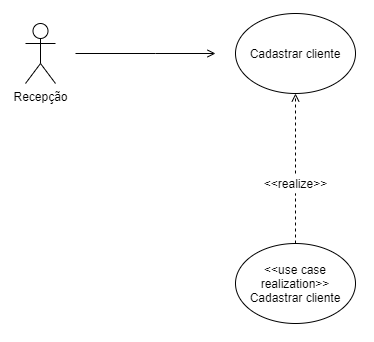 Cadastrar cliente
Recepção
<<realize>>
<<use case
realization>>
Cadastrar cliente